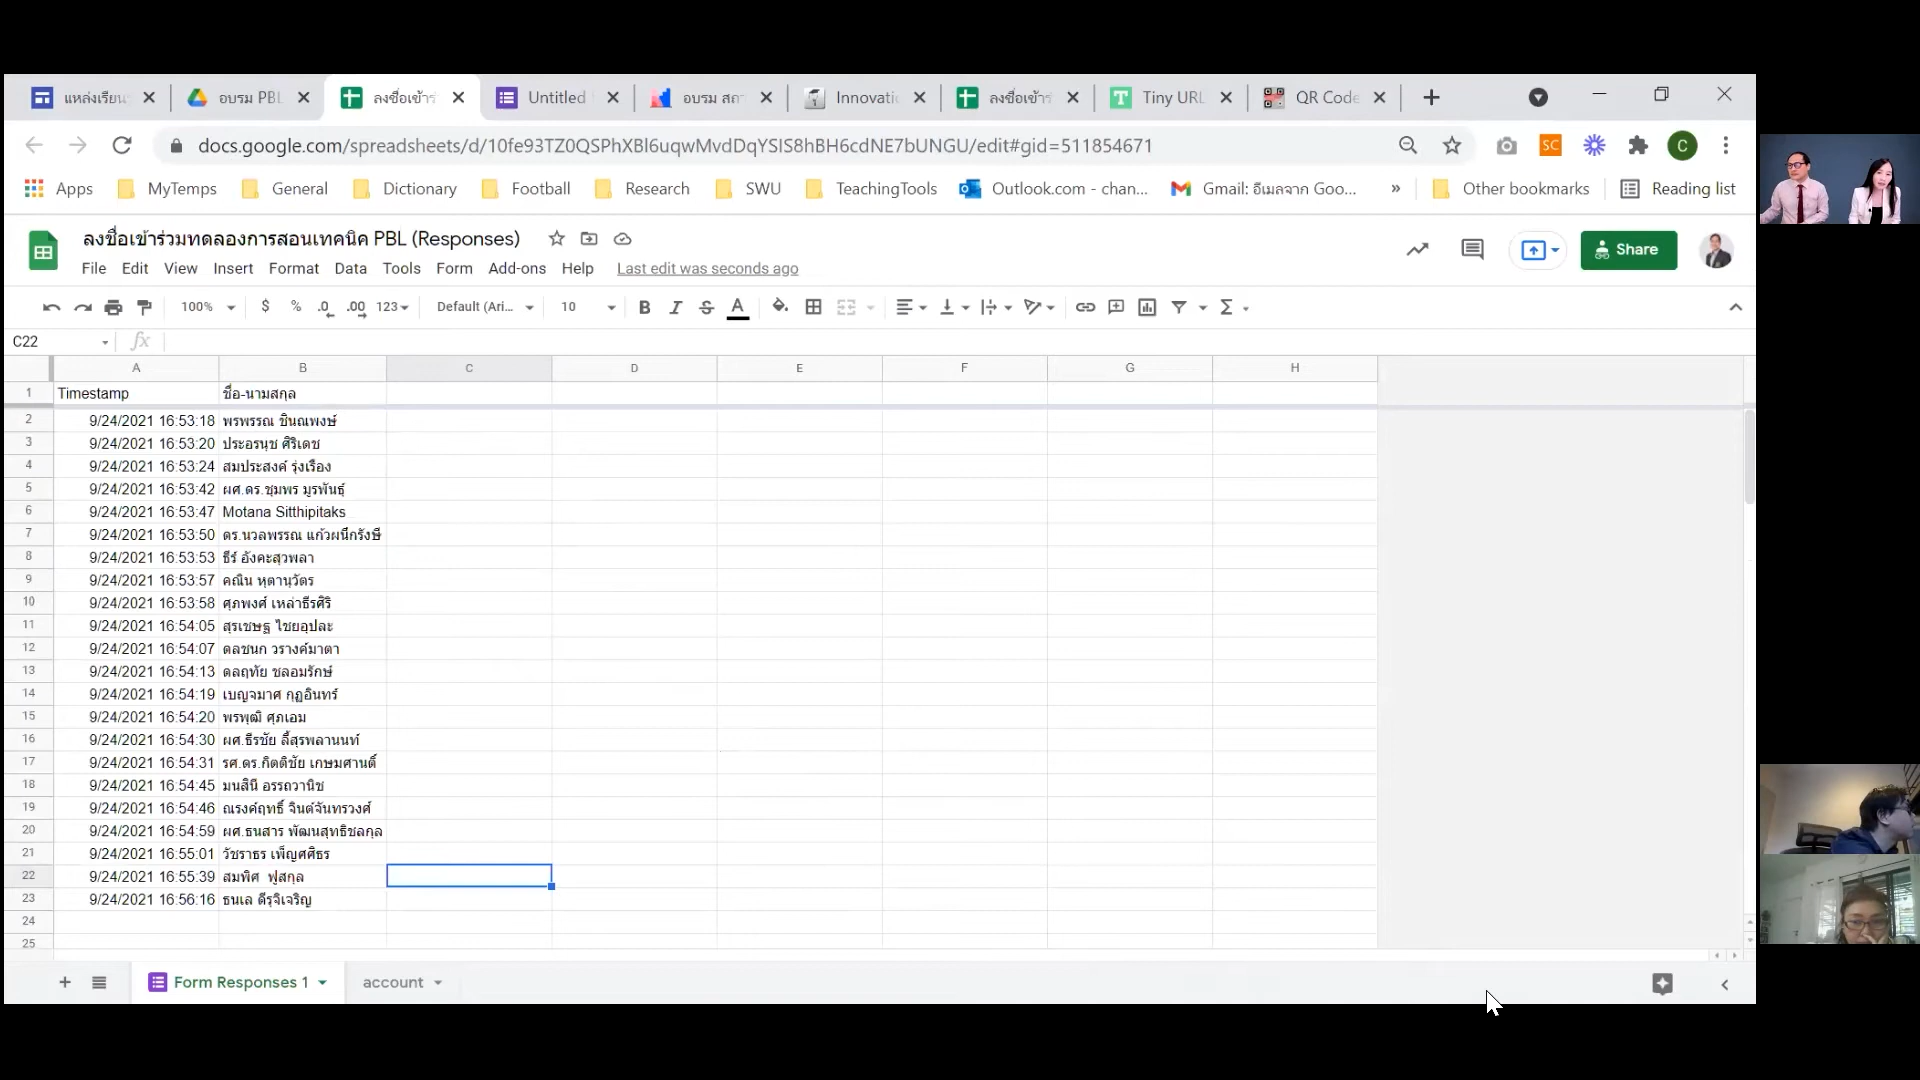 แหล่งเรียน อบรม PBL ลงชื่อเข้าร Untitled อบรม สถ Innovati ลงชื่อเข้าร Tiny URL QR Code
docs.google.com/spreadsheets/d/10fe93TZ0QSPhXBl6uqwMvdDqYSIS8hBH6cdNE7bUNGU/edit#gid=511854671 SC C
Apps MyTemps General Dictionary Football Research SWU TeachingTools Outlook.com - chan... Gmail: อีเมลจาก Goo... » Other bookmarks Reading list
ลงชื่อเข้าร่วมทดลองการสอนเทคนิค PBL (Responses)
Share
File Edit View Insert Format Data Tools Form Add-ons Help Last edit was seconds ago
100% $ % .0 .00 123 Default (Ari... 10 B I S A Σ
C22 fx
A B C D E F G H
1 Timestamp ชื่อ-นามสกุล
2 9/24/2021 16:53:18 พรพรรณ ชินณพงษ์
3 9/24/2021 16:53:20 ประอรนุช ศิริเดช
4 9/24/2021 16:53:24 สมประสงค์ รุ่งเรือง
5 9/24/2021 16:53:42 ผศ.ดร.ชุมพร มูรพันธุ์
6 9/24/2021 16:53:47 Motana Sitthipitaks
7 9/24/2021 16:53:50 ดร.นวลพรรณ แก้วผนึกรังษี
8 9/24/2021 16:53:53 ธีร์ อังคะสุวพลา
9 9/24/2021 16:53:57 คณิน หุตานุวัตร
10 9/24/2021 16:53:58 ศุภพงศ์ เหล่าธีรศิริ
11 9/24/2021 16:54:05 สุรเชษฐ ไชยอุปละ
12 9/24/2021 16:54:07 ดลชนก วรางค์มาตา
13 9/24/2021 16:54:13 ดลฤทัย ชลอมรักษ์
14 9/24/2021 16:54:19 เบญจมาศ กุฏอินทร์
15 9/24/2021 16:54:20 พรพุฒิ ศุภเอม
16 9/24/2021 16:54:30 ผศ.ธีรชัย ลี้สุรพลานนท์
17 9/24/2021 16:54:31 รศ.ดร.กิตติชัย เกษมศานติ์
18 9/24/2021 16:54:45 มนสินี อรรถวานิช
19 9/24/2021 16:54:46 ณรงค์ฤทธิ์ จินต์จันทรวงศ์
20 9/24/2021 16:54:59 ผศ.ธนสาร พัฒนสุทธิชลกุล
21 9/24/2021 16:55:01 วัชราธร เพ็ญศศิธร
22 9/24/2021 16:55:39 สมพิศ ฟูสกุล
23 9/24/2021 16:56:16 ธนเล ดีรุจิเจริญ
24
25
Form Responses 1 account